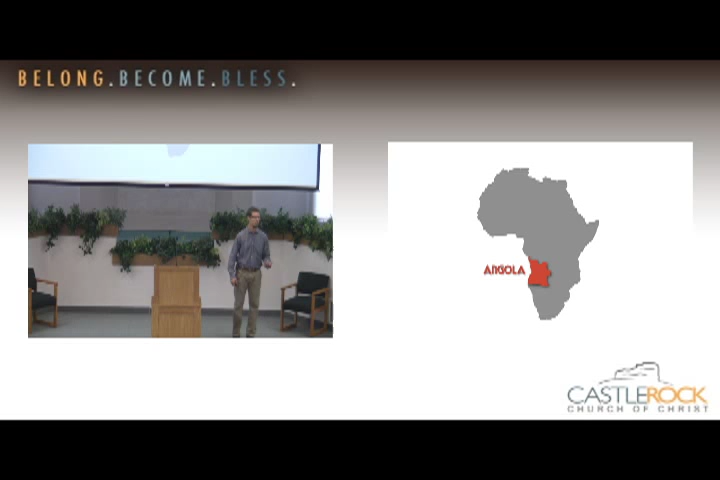 BELONG.BECOME.BLESS.
ANGOLA
CASTLEROCK
CHURCH OF CHRIST